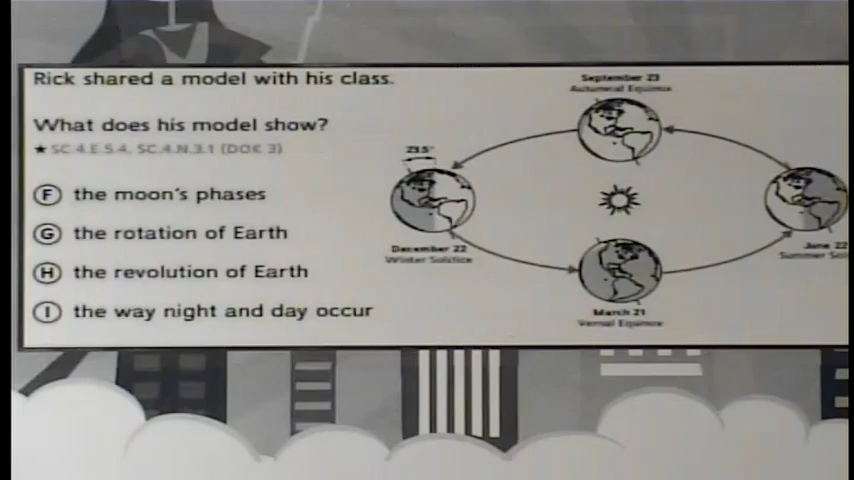 Rick shared a model with his class.
What does his model show?
★ SC.4.E.5.4, SC.4.N.3.1 (DOK 3)
F the moon's phases
G the rotation of Earth
H the revolution of Earth
I the way night and day occur
September 23
Autumnal Equinox
23.5°
December 22
Winter Solstice
June 22
Summer Sol
March 21
Vernal Equinox